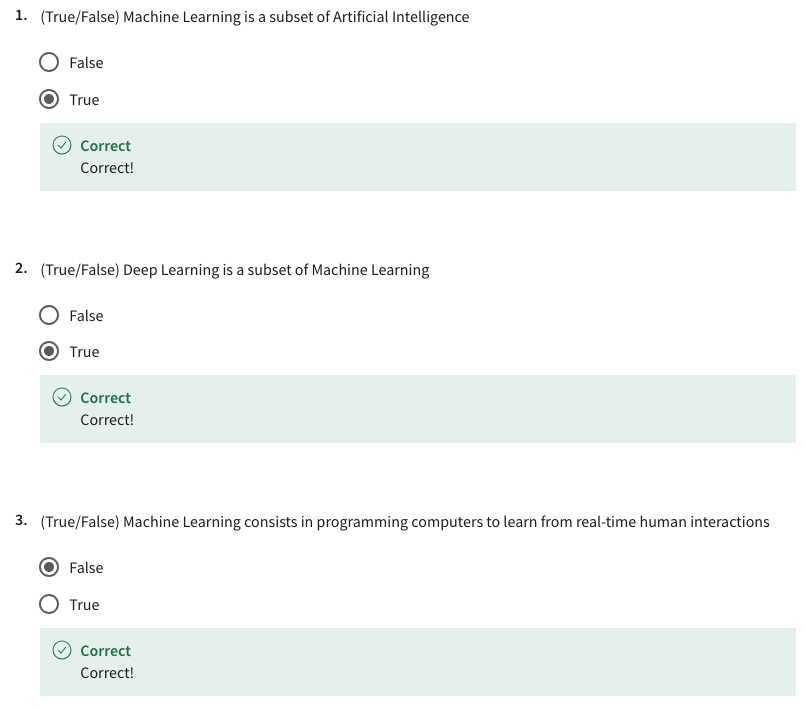 1. (True/False) Machine Learning is a subset of Artificial Intelligence
False
True
Correct
Correct!
2. (True/False) Deep Learning is a subset of Machine Learning
False
True
Correct
Correct!
3. (True/False) Machine Learning consists in programming computers to learn from real-time human interactions
False
True
Correct
Correct!